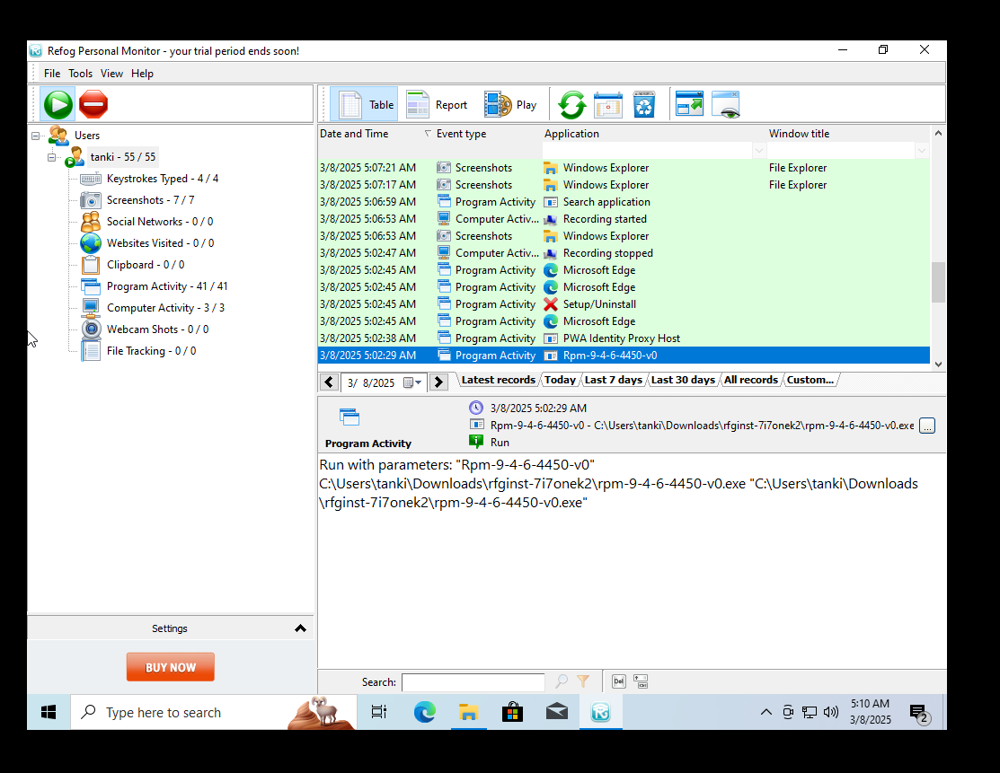 Refog Personal Monitor - your trial period ends soon!
File Tools View Help
Table Report Play
Users
tanki - 55 / 55
Keystrokes Typed - 4 / 4
Screenshots - 7 / 7
Social Networks - 0 / 0
Websites Visited - 0 / 0
Clipboard - 0 / 0
Program Activity - 41 / 41
Computer Activity - 3 / 3
Webcam Shots - 0 / 0
File Tracking - 0 / 0
Settings
BUY NOW
Date and Time Event type Application Window title
3/8/2025 5:07:21 AM Screenshots Windows Explorer File Explorer
3/8/2025 5:07:17 AM Screenshots Windows Explorer File Explorer
3/8/2025 5:06:59 AM Program Activity Search application
3/8/2025 5:06:53 AM Computer Activ... Recording started
3/8/2025 5:06:53 AM Screenshots Windows Explorer
3/8/2025 5:02:47 AM Computer Activ... Recording stopped
3/8/2025 5:02:45 AM Program Activity Microsoft Edge
3/8/2025 5:02:45 AM Program Activity Microsoft Edge
3/8/2025 5:02:45 AM Program Activity Setup/Uninstall
3/8/2025 5:02:45 AM Program Activity Microsoft Edge
3/8/2025 5:02:38 AM Program Activity PWA Identity Proxy Host
3/8/2025 5:02:29 AM Program Activity Rpm-9-4-6-4450-v0
3/ 8/2025 Latest records Today Last 7 days Last 30 days All records Custom...
3/8/2025 5:02:29 AM
Rpm-9-4-6-4450-v0 - C:\Users\tanki\Downloads\rfginst-7i7onek2\rpm-9-4-6-4450-v0.exe ...
Program Activity Run
Run with parameters: "Rpm-9-4-6-4450-v0"
C:\Users\tanki\Downloads\rfginst-7i7onek2\rpm-9-4-6-4450-v0.exe "C:\Users\tanki\Downloads
\rfginst-7i7onek2\rpm-9-4-6-4450-v0.exe"
Search: Del
Type here to search
5:10 AM
3/8/2025
2